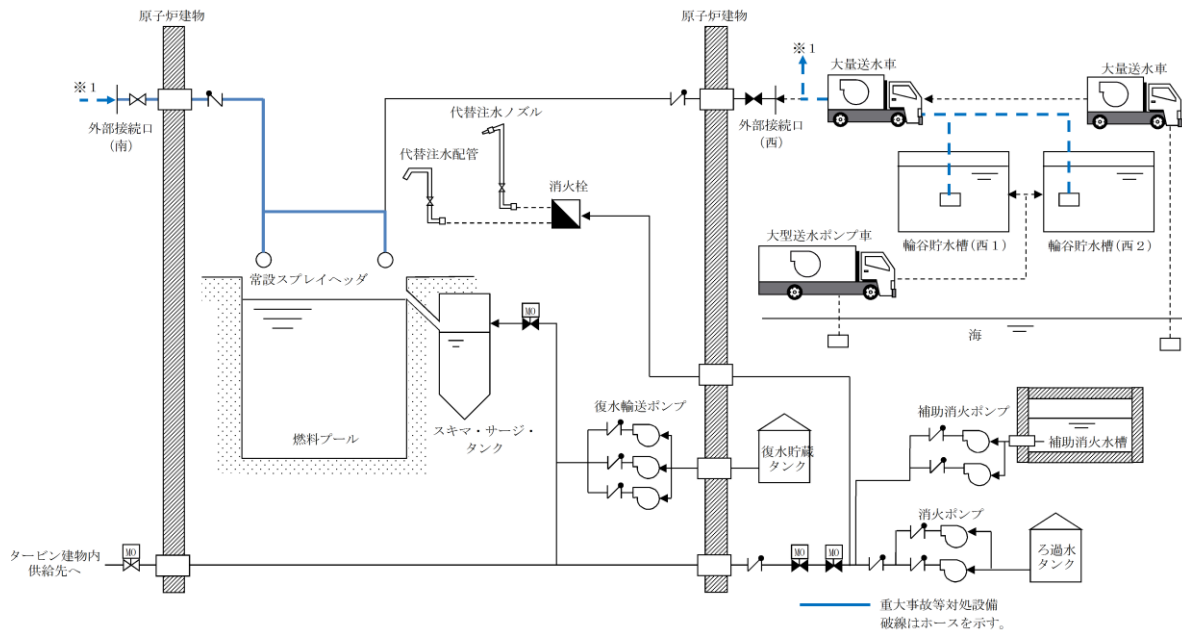 原子炉建物
原子炉建物
※1
大量送水車
大量送水車
※1
外部接続口
(南)
代替注水ノズル
外部接続口
(西)
代替注水配管
消火栓
輪谷貯水槽(西1)
輪谷貯水槽(西2)
大型送水ポンプ車
常設スプレイヘッダ
MO
海
燃料プール
スキマ・サージ・
タンク
復水輸送ポンプ
復水貯蔵
タンク
補助消火ポンプ
補助消火水槽
消火ポンプ
タービン建物内
供給先へ
MO
MO
MO
ろ過水
タンク
重大事故等対処設備
破線はホースを示す。